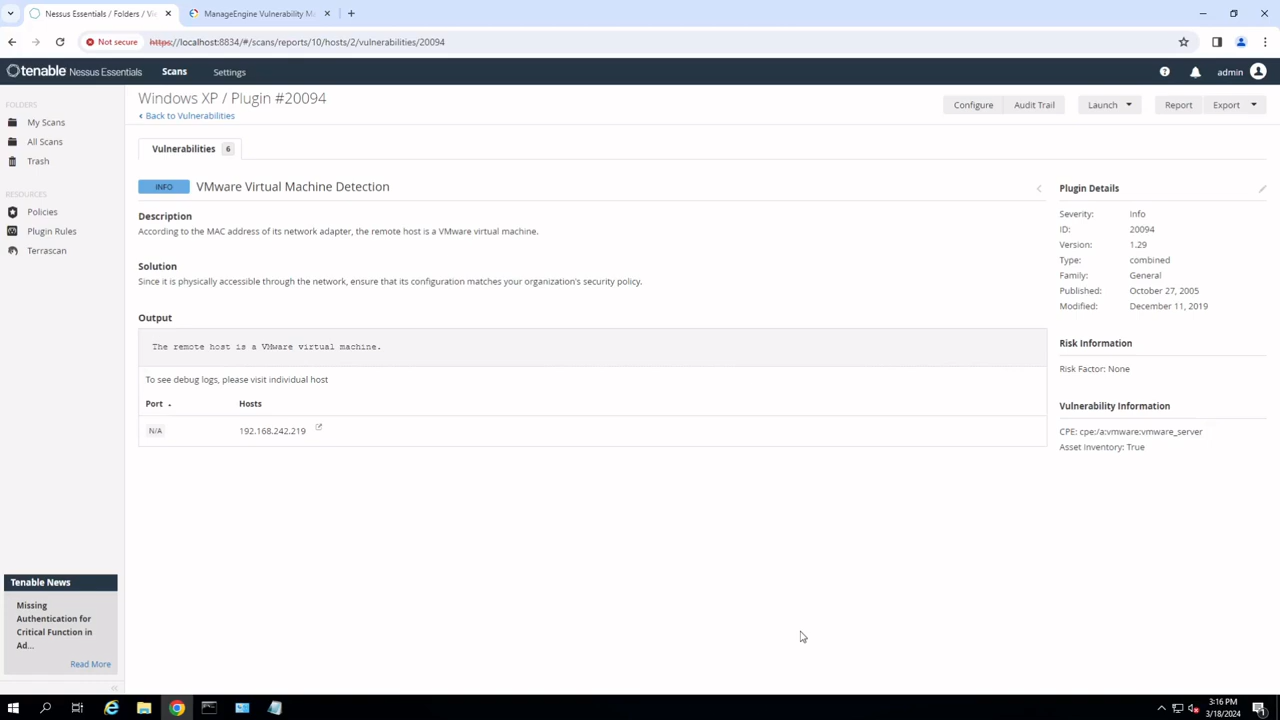 Nessus Essentials / Folders / Vie
ManageEngine Vulnerability Ma
Not secure
https://localhost:8834/#/scans/reports/10/hosts/2/vulnerabilities/20094
tenable Nessus Essentials
Scans
Settings
admin
FOLDERS
My Scans
All Scans
Trash
RESOURCES
Policies
Plugin Rules
Terrascan
Windows XP / Plugin #20094
Back to Vulnerabilities
Configure
Audit Trail
Launch
Report
Export
Vulnerabilities 6
INFO VMware Virtual Machine Detection
Description
According to the MAC address of its network adapter, the remote host is a VMware virtual machine.
Solution
Since it is physically accessible through the network, ensure that its configuration matches your organization's security policy.
Output
The remote host is a VMware virtual machine.
To see debug logs, please visit individual host
Port Hosts
N/A 192.168.242.219
Plugin Details
Severity: Info
ID: 20094
Version: 1.29
Type: combined
Family: General
Published: October 27, 2005
Modified: December 11, 2019
Risk Information
Risk Factor: None
Vulnerability Information
CPE: cpe:/a:vmware:vmware_server
Asset Inventory: True
Tenable News
Missing
Authentication for
Critical Function in
Ad...
Read More
3:16 PM
3/18/2024
1